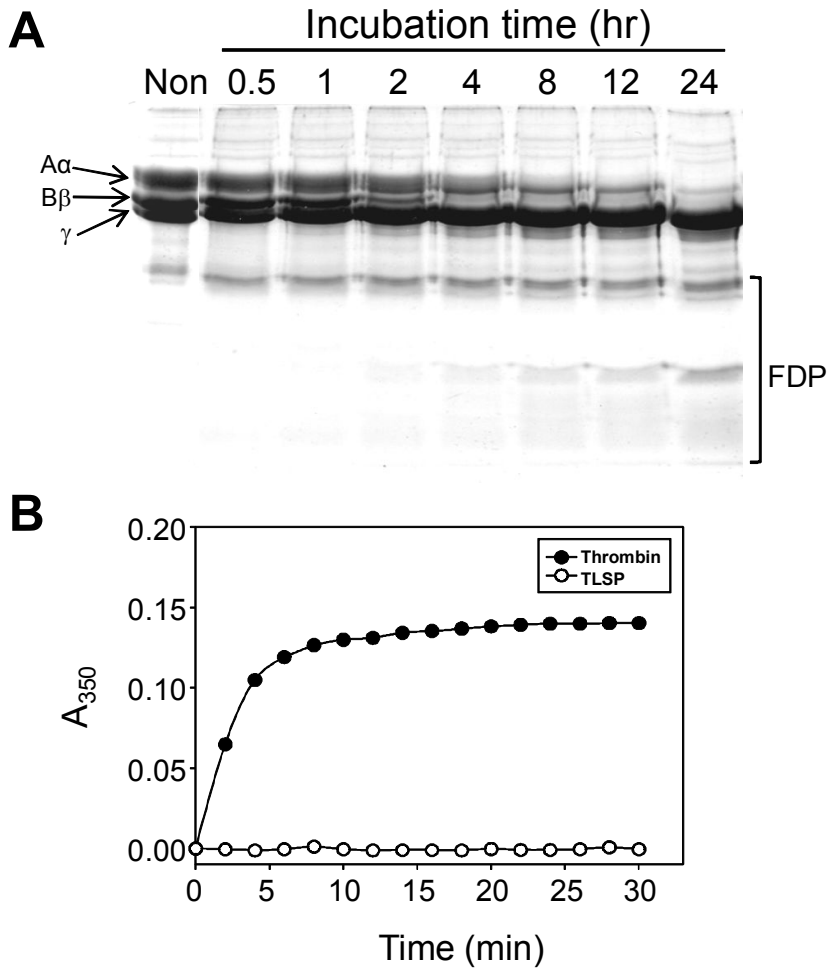 A
Incubation time (hr)
Non 0.5 1 2 4 8 12 24
Aα
Bβ
γ
FDP
B
0.20
0.15
0.10
0.05
0.00
A350
Thrombin
TLSP
0 5 10 15 20 25 30
Time (min)